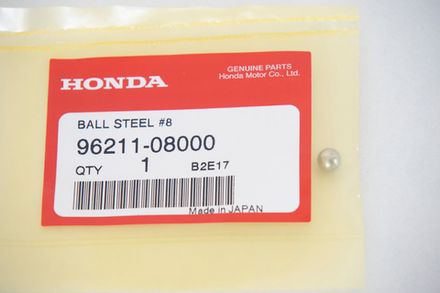 HONDA
GENUINE PARTS
Honda Motor Co., Ltd.
BALL STEEL #8
96211-08000
QTY 1 B2E17
Made in JAPAN